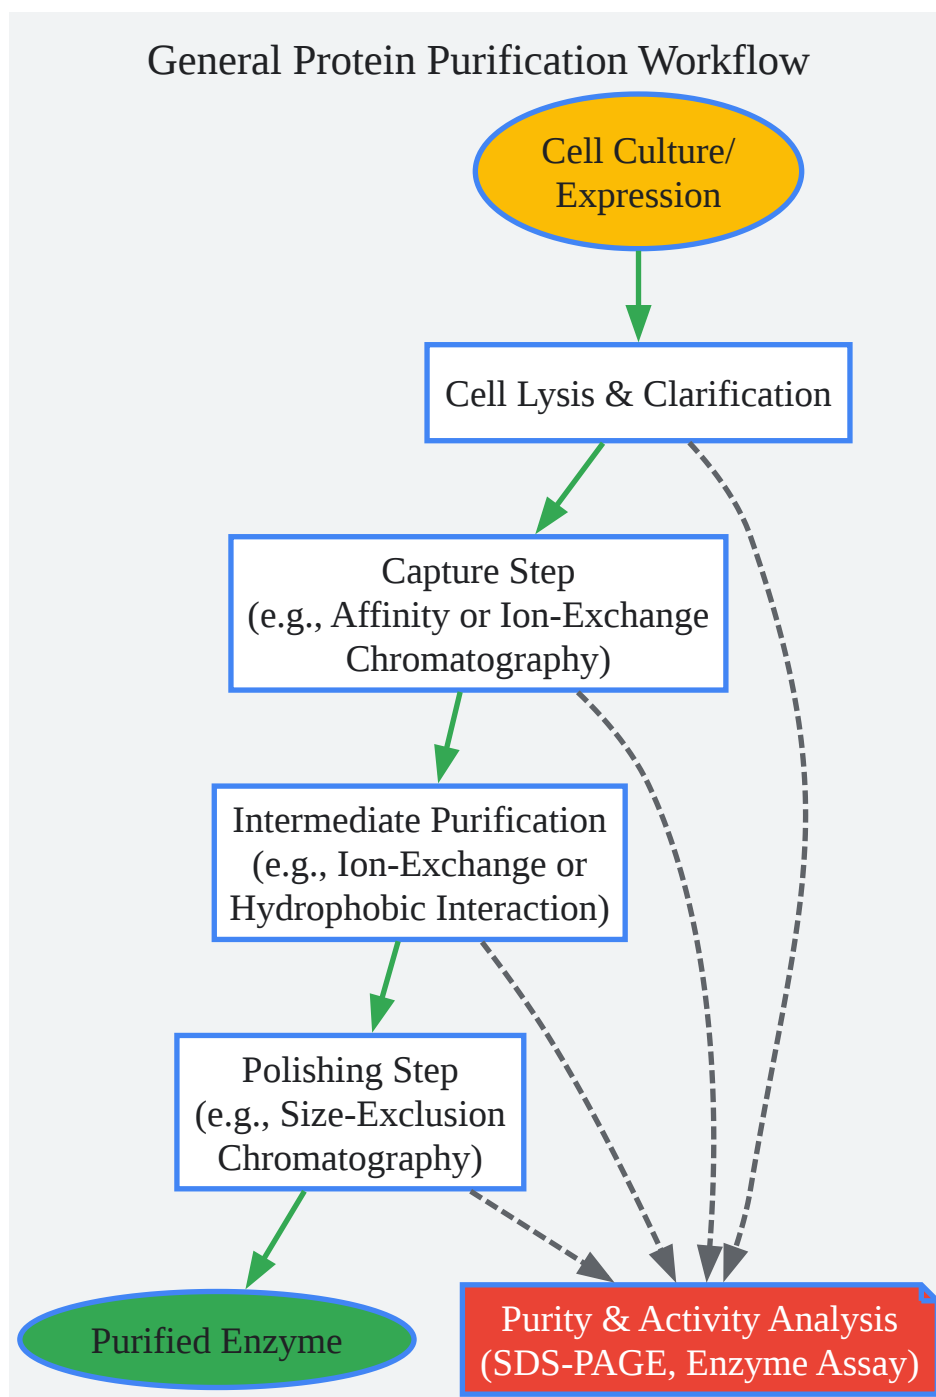 General Protein Purification Workflow
Cell Culture/
Expression
Cell Lysis & Clarification
Capture Step
(e.g., Affinity or Ion-Exchange
Chromatography)
Intermediate Purification
(e.g., Ion-Exchange or
Hydrophobic Interaction)
Polishing Step
(e.g., Size-Exclusion
Chromatography)
Purified Enzyme
Purity & Activity Analysis
(SDS-PAGE, Enzyme Assay)